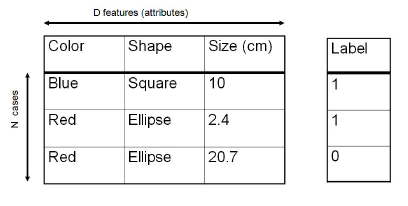 D features (attributes)
Color Shape Size (cm) Label
N cases
Blue Square 10 1
Red Ellipse 2.4 1
Red Ellipse 20.7 0